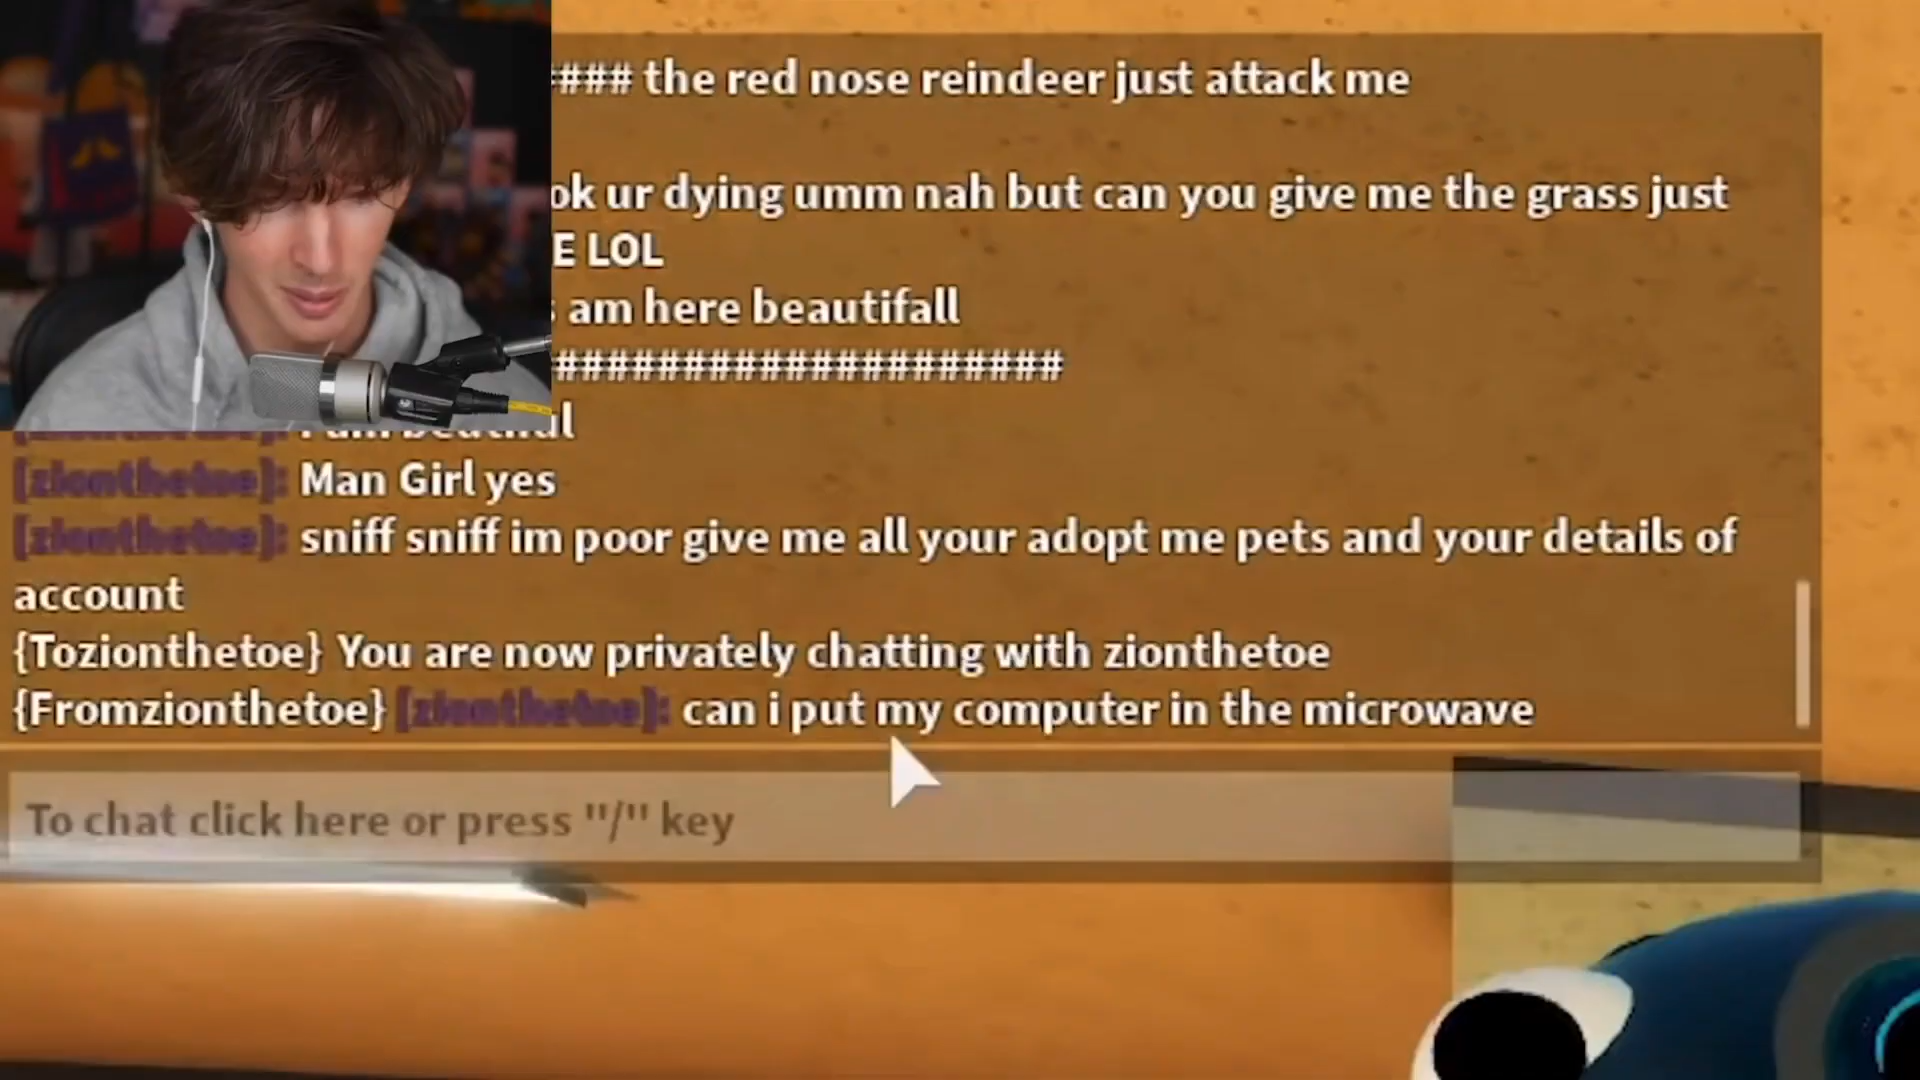 #### the red nose reindeer just attack me
ok ur dying umm nah but can you give me the grass just
E LOL
am here beautifall
####################
[zionthetoe]: Man Girl yes
[zionthetoe]: sniff sniff im poor give me all your adopt me pets and your details of
account
{Tozionthetoe} You are now privately chatting with zionthetoe
{Fromzionthetoe} [zionthetoe]: can i put my computer in the microwave
To chat click here or press "/" key